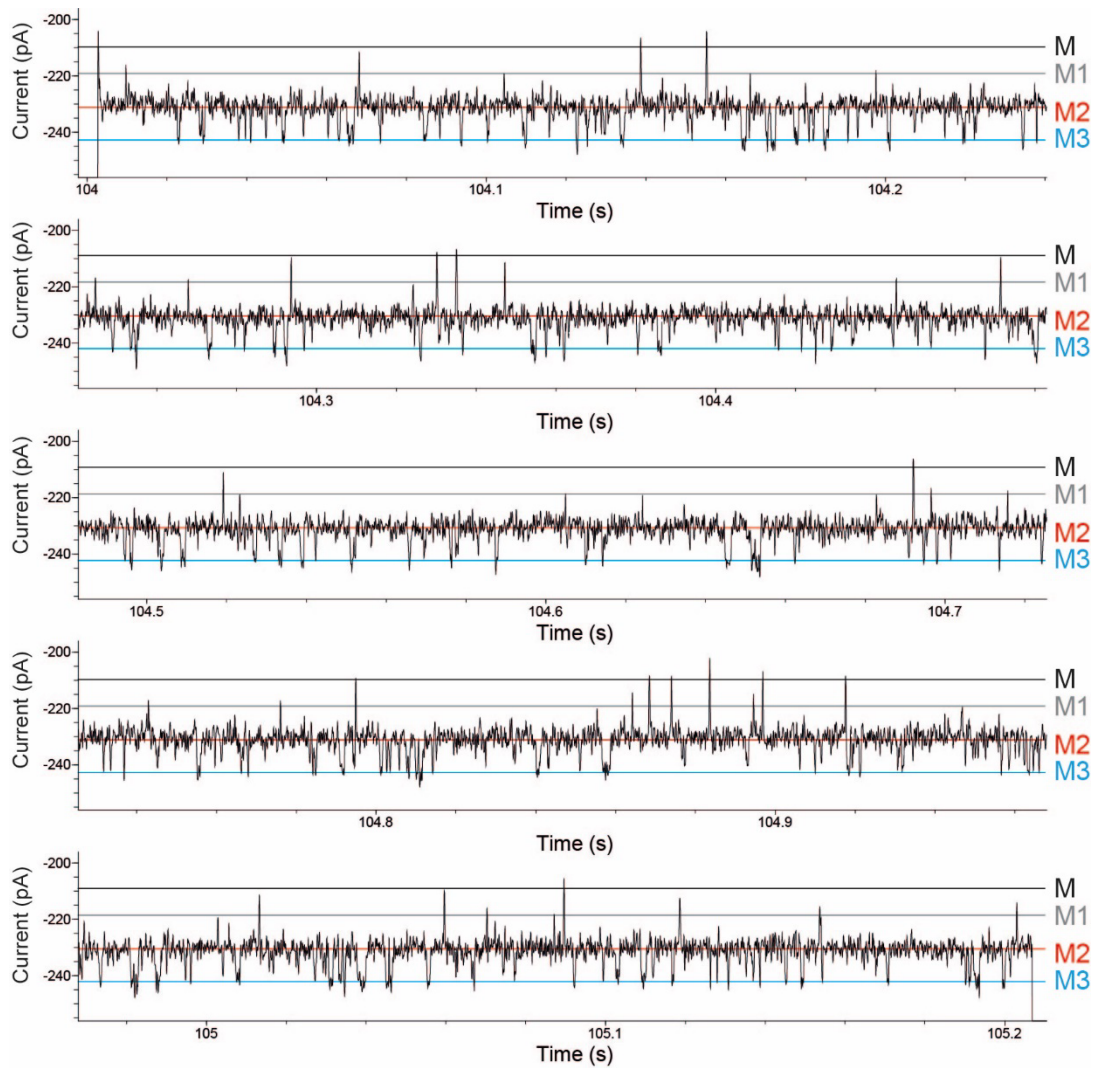 Current (pA)
-200
-220
-240
M
M1
M2
M3
104
104.1
104.2
Time (s)
Current (pA)
-200
-220
-240
M
M1
M2
M3
104.3
104.4
Time (s)
Current (pA)
-200
-220
-240
M
M1
M2
M3
104.5
104.6
104.7
Time (s)
Current (pA)
-200
-220
-240
M
M1
M2
M3
104.8
104.9
Time (s)
Current (pA)
-200
-220
-240
M
M1
M2
M3
105
105.1
105.2
Time (s)